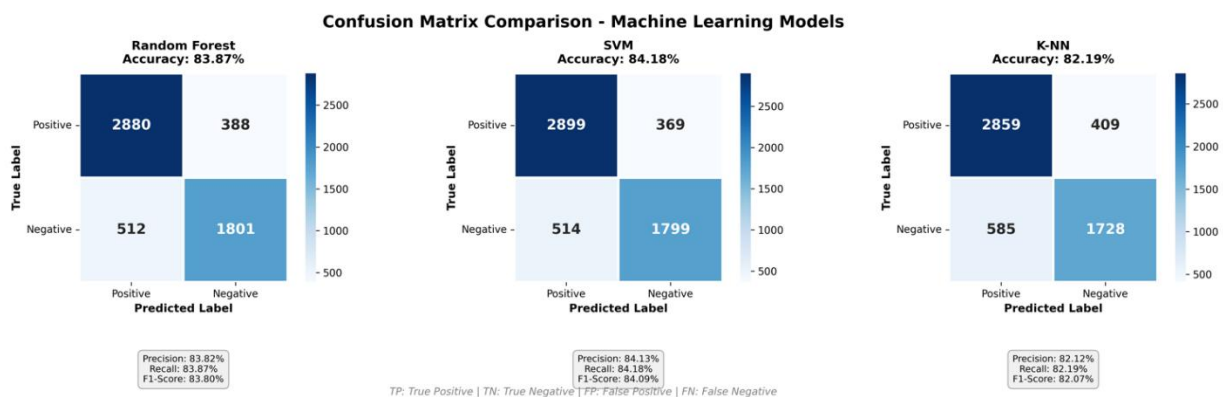 Confusion Matrix Comparison - Machine Learning Models
Random Forest
Accuracy: 83.87%
True Label
Positive
Negative
2880
388
512
1801
Positive
Negative
Predicted Label
2500
2000
1500
1000
500
Precision: 83.82%
Recall: 83.87%
F1-Score: 83.80%
SVM
Accuracy: 84.18%
True Label
Positive
Negative
2899
369
514
1799
Positive
Negative
Predicted Label
2500
2000
1500
1000
500
Precision: 84.13%
Recall: 84.18%
F1-Score: 84.09%
K-NN
Accuracy: 82.19%
True Label
Positive
Negative
2859
409
585
1728
Positive
Negative
Predicted Label
2500
2000
1500
1000
500
Precision: 82.12%
Recall: 82.19%
F1-Score: 82.07%
TP: True Positive | TN: True Negative | FP: False Positive | FN: False Negative